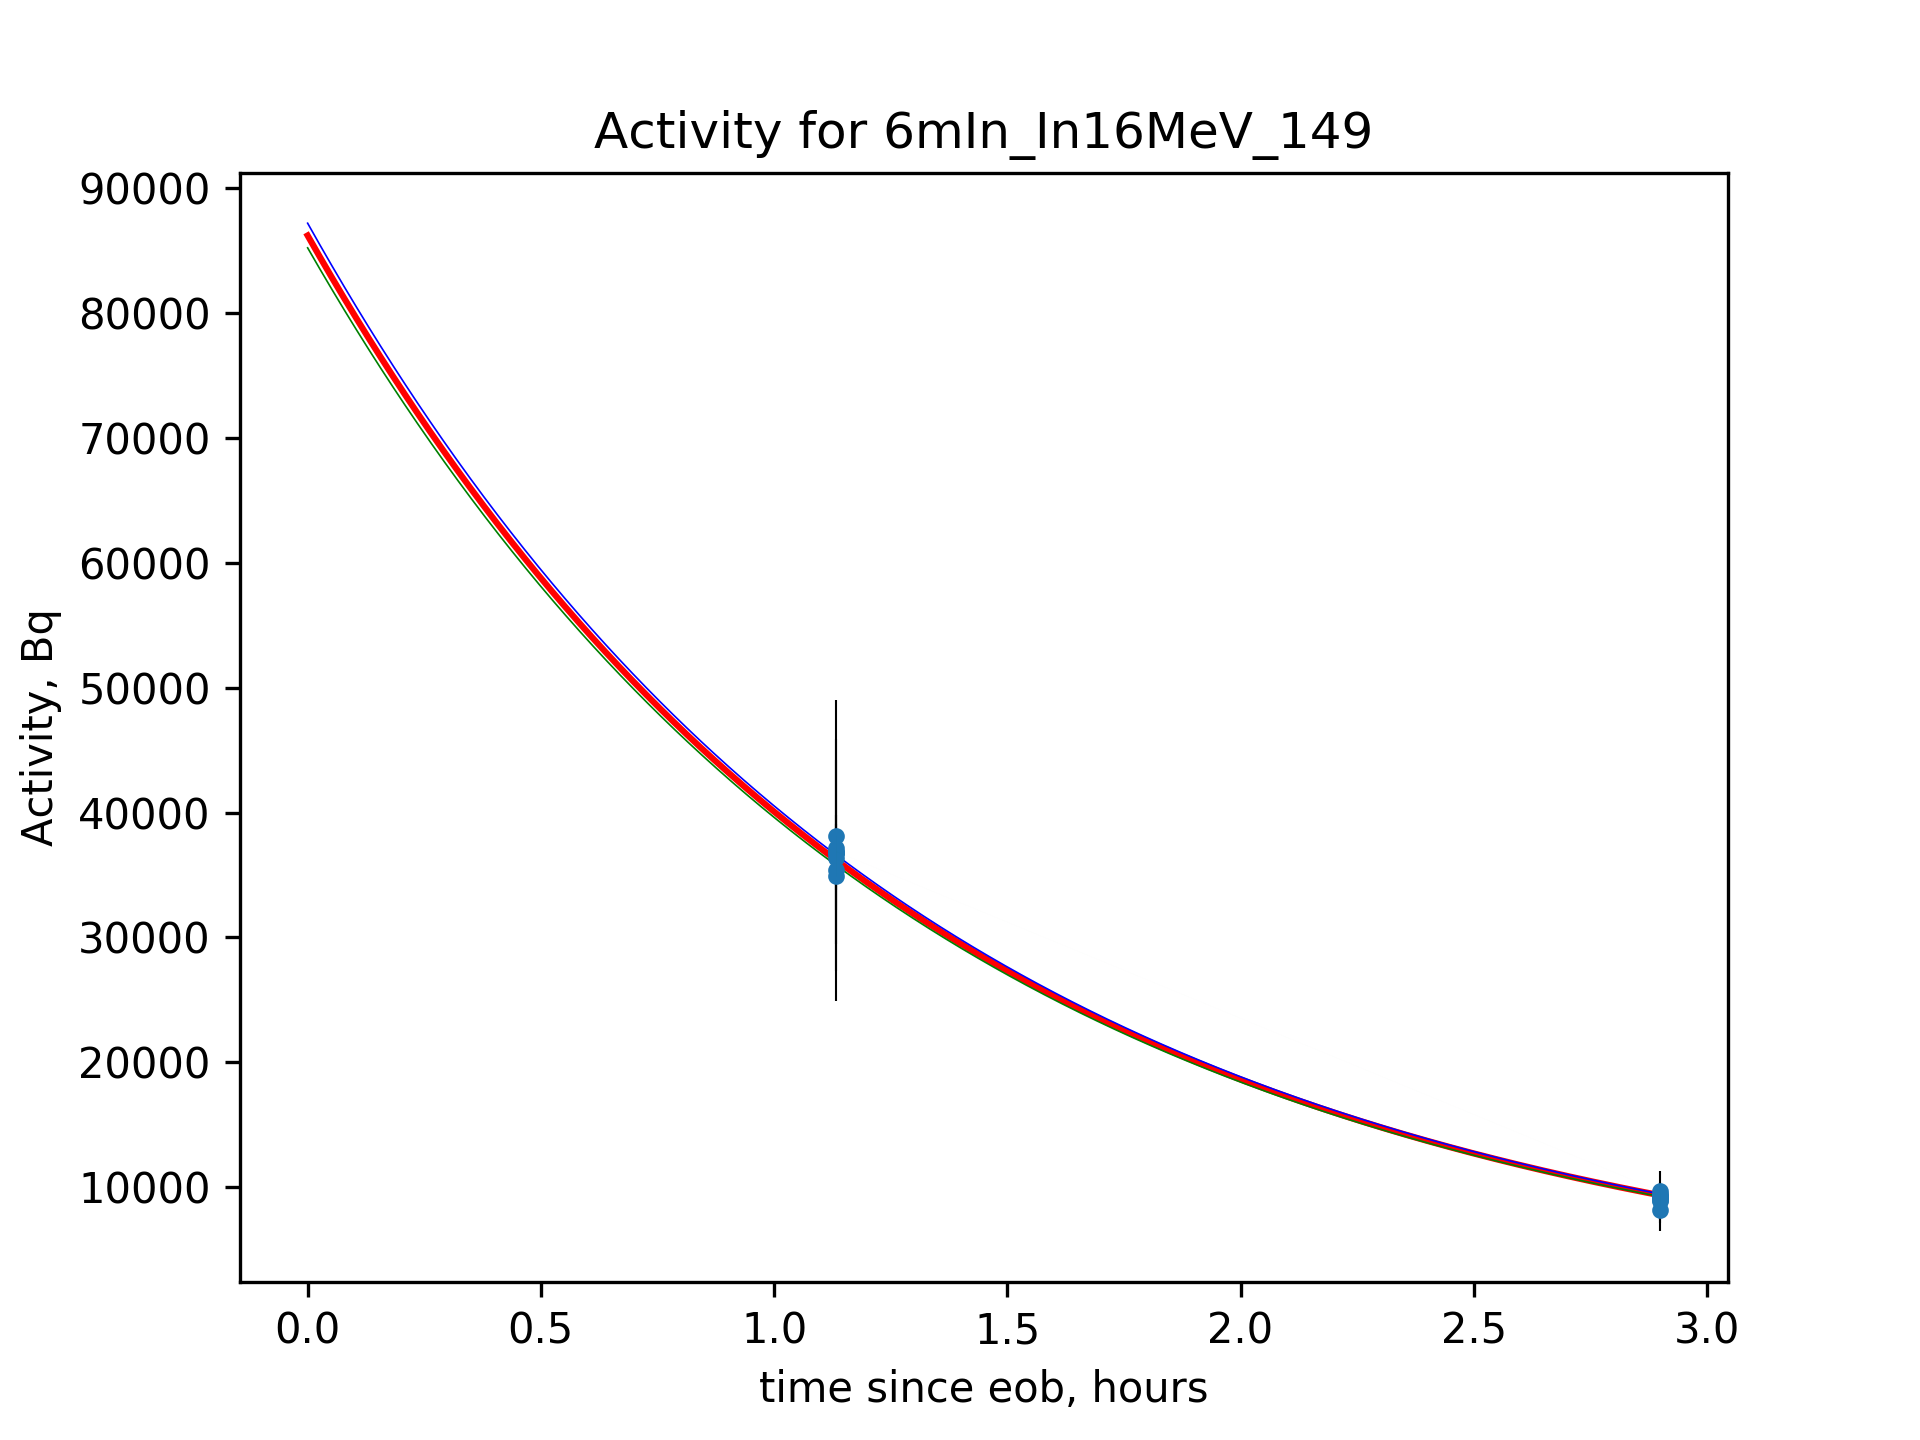 Activity for 6mIn_In16MeV_149
90000
80000
70000
60000
50000
40000
30000
20000
10000
Activity, Bq
0.0 0.5 1.0 1.5 2.0 2.5 3.0
time since eob, hours